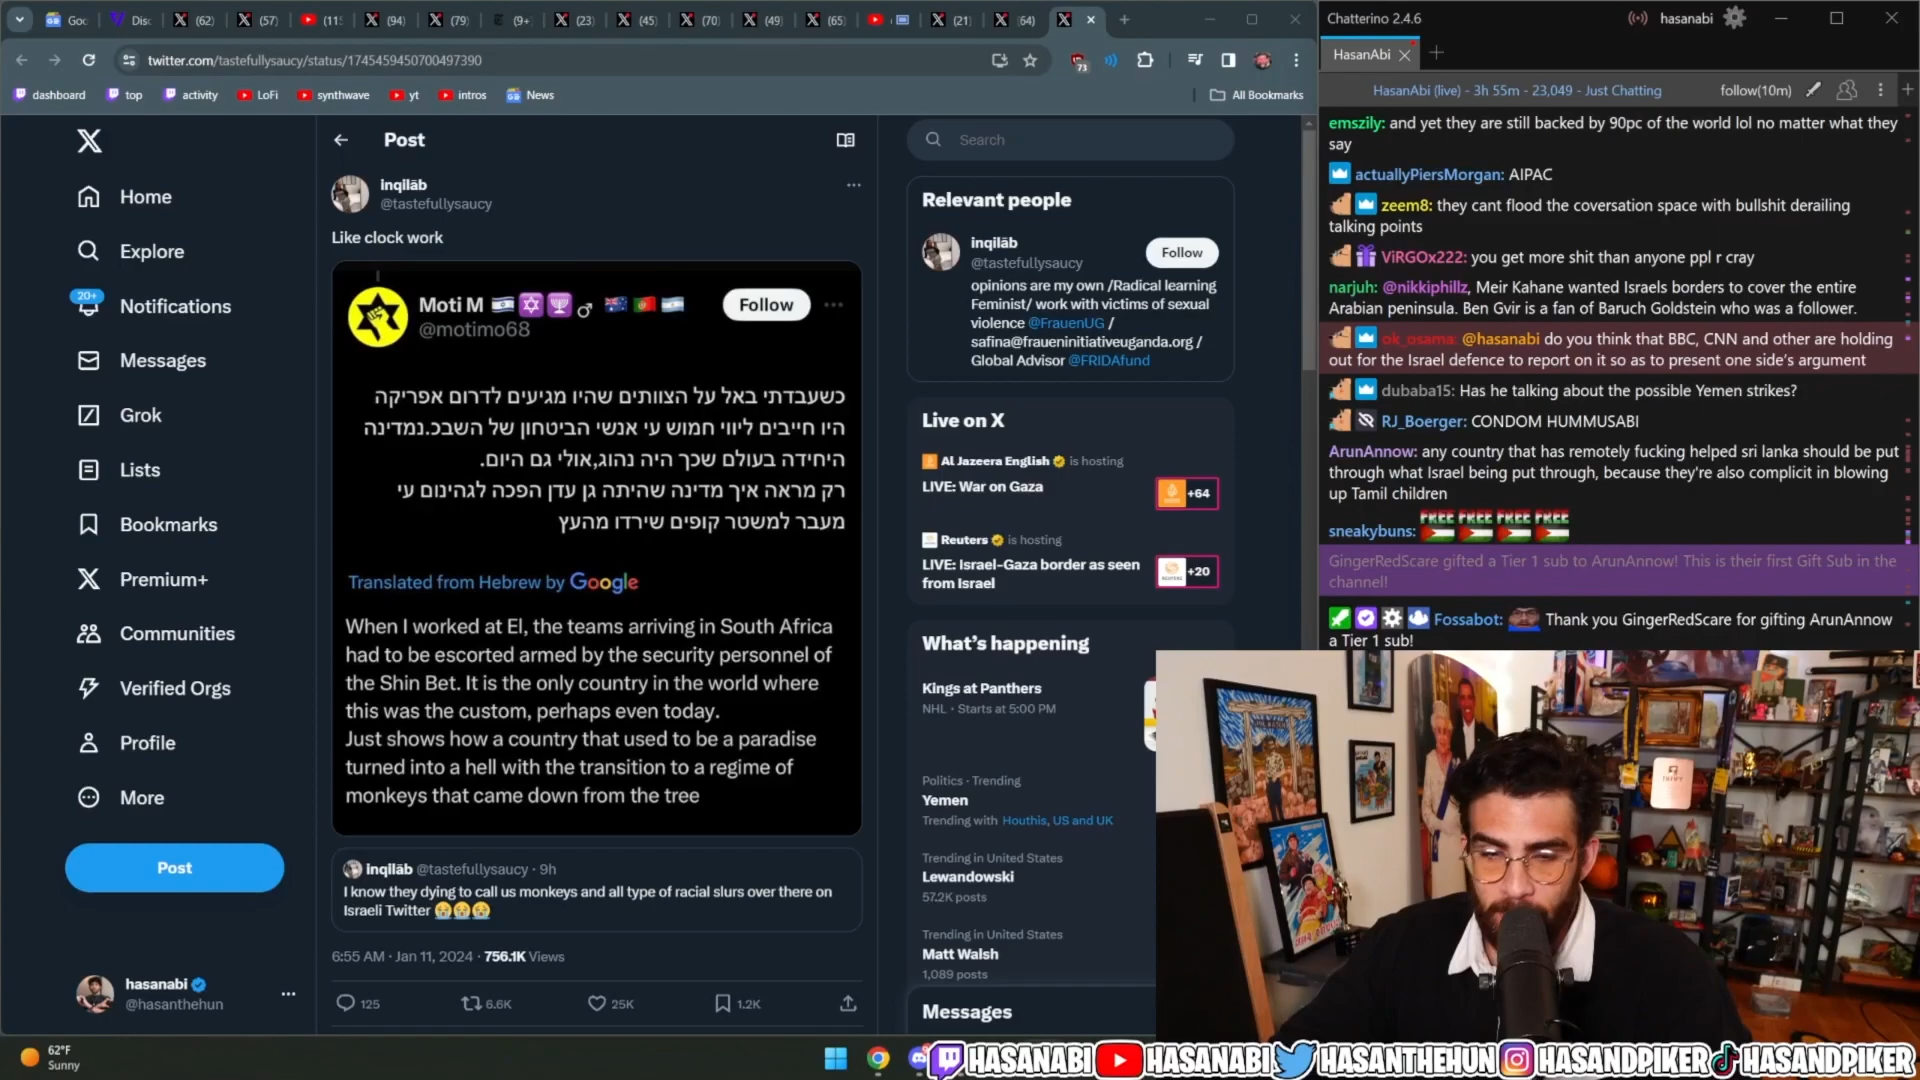 Goo
Disc
(62)
(57)
(115
(94)
(79)
(9+
(23)
(45)
(70)
(49)
(65)
(21)
(64)
twitter.com/tastefullysaucy/status/1745459450700497390
73
dashboard
top
activity
LoFi
synthwave
yt
intros
News
All Bookmarks
Home
Explore
20+
Notifications
Messages
Grok
Lists
Bookmarks
Premium+
Communities
Verified Orgs
Profile
More
Post
hasanabi
@hasanthehun
Post
inqilāb
@tastefullysaucy
Like clock work
Moti M
@motimo68
Follow
כשעבדתי באל על הצוותים שהיו מגיעים לדרום אפריקה
היו חייבים ליווי חמוש עי אנשי הביטחון של השבכ.נמדינה
היחידה בעולם שכך היה נהוג,אולי גם היום.
רק מראה איך מדינה שהיתה גן עדן הפכה לגהינום עי
מעבר למשטר קופים שירדו מהעץ
Translated from Hebrew by Google
When I worked at El, the teams arriving in South Africa
had to be escorted armed by the security personnel of
the Shin Bet. It is the only country in the world where
this was the custom, perhaps even today.
Just shows how a country that used to be a paradise
turned into a hell with the transition to a regime of
monkeys that came down from the tree
inqilāb @tastefullysaucy · 9h
I know they dying to call us monkeys and all type of racial slurs over there on
Israeli Twitter 😭😭😭
6:55 AM · Jan 11, 2024 · 756.1K Views
125
6.6K
25K
1.2K
Search
Relevant people
inqilāb
@tastefullysaucy
Follow
opinions are my own /Radical learning
Feminist/ work with victims of sexual
violence @FrauenUG /
safina@fraueninitiativeuganda.org /
Global Advisor @FRIDAfund
Live on X
Al Jazeera English is hosting
LIVE: War on Gaza
+64
Reuters is hosting
LIVE: Israel-Gaza border as seen
from Israel
+20
What's happening
Kings at Panthers
NHL · Starts at 5:00 PM
Politics · Trending
Yemen
Trending with Houthis, US and UK
Trending in United States
Lewandowski
57.2K posts
Trending in United States
Matt Walsh
1,089 posts
Messages
Chatterino 2.4.6
hasanabi
HasanAbi
HasanAbi (live) - 3h 55m - 23,049 - Just Chatting
follow(10m)
emszily: and yet they are still backed by 90pc of the world lol no matter what they
say
actuallyPiersMorgan: AIPAC
zeem8: they cant flood the coversation space with bullshit derailing
talking points
ViRGOx222: you get more shit than anyone ppl r cray
narjuh: @nikkiphillz, Meir Kahane wanted Israels borders to cover the entire
Arabian peninsula. Ben Gvir is a fan of Baruch Goldstein who was a follower.
ok_osama: @hasanabi do you think that BBC, CNN and other are holding
out for the Israel defence to report on it so as to present one side's argument
dubaba15: Has he talking about the possible Yemen strikes?
RJ_Boerger: CONDOM HUMMUSABI
ArunAnnow: any country that has remotely fucking helped sri lanka should be put
through what Israel being put through, because they're also complicit in blowing
up Tamil children
sneakybuns: FREE FREE FREE FREE
GingerRedScare gifted a Tier 1 sub to ArunAnnow! This is their first Gift Sub in the
channel!
Fossabot: Thank you GingerRedScare for gifting ArunAnnow
a Tier 1 sub!
62°F
Sunny
HASANABI HASANABI HASANTHEHUN HASANDPIKER HASANDPIKER